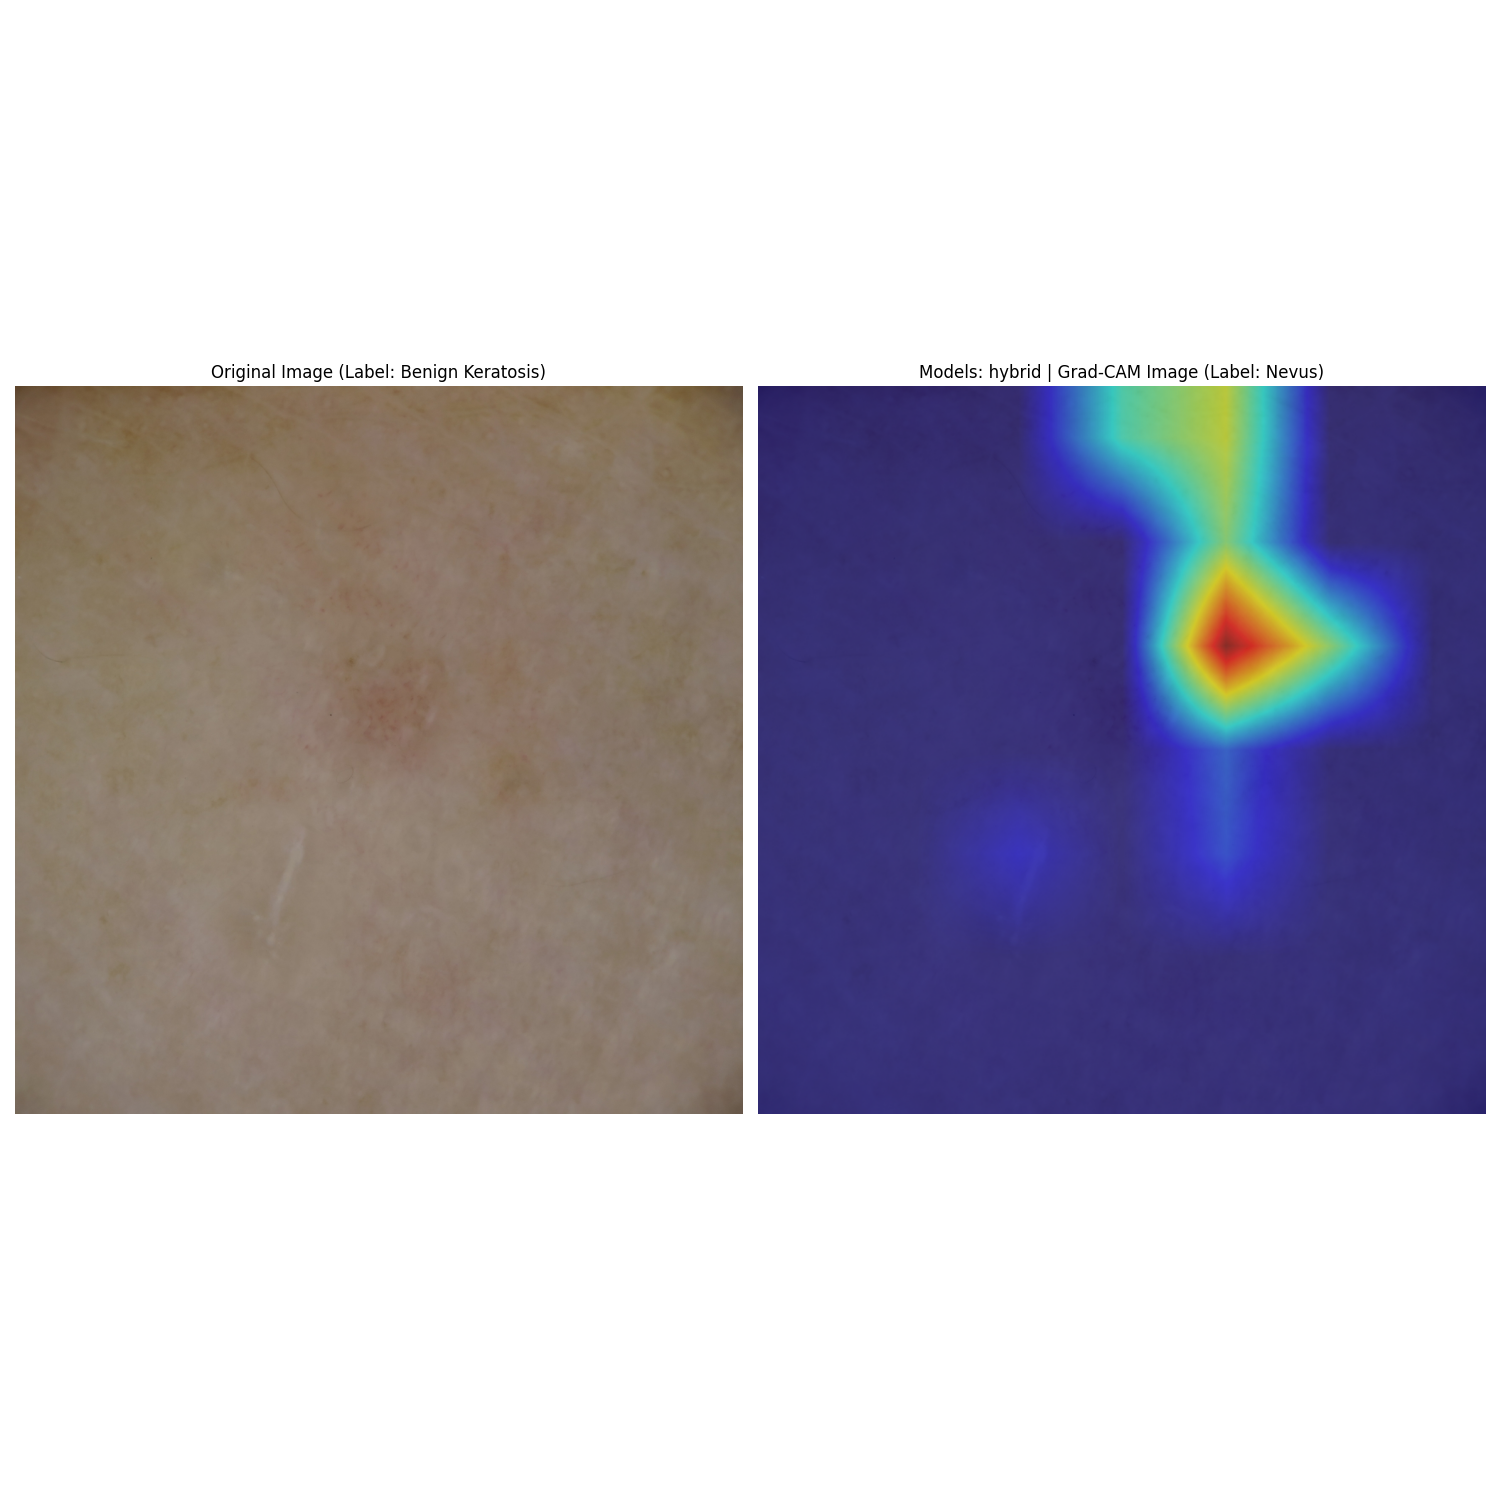 Original Image (Label: Benign Keratosis)
Models: hybrid | Grad-CAM Image (Label: Nevus)